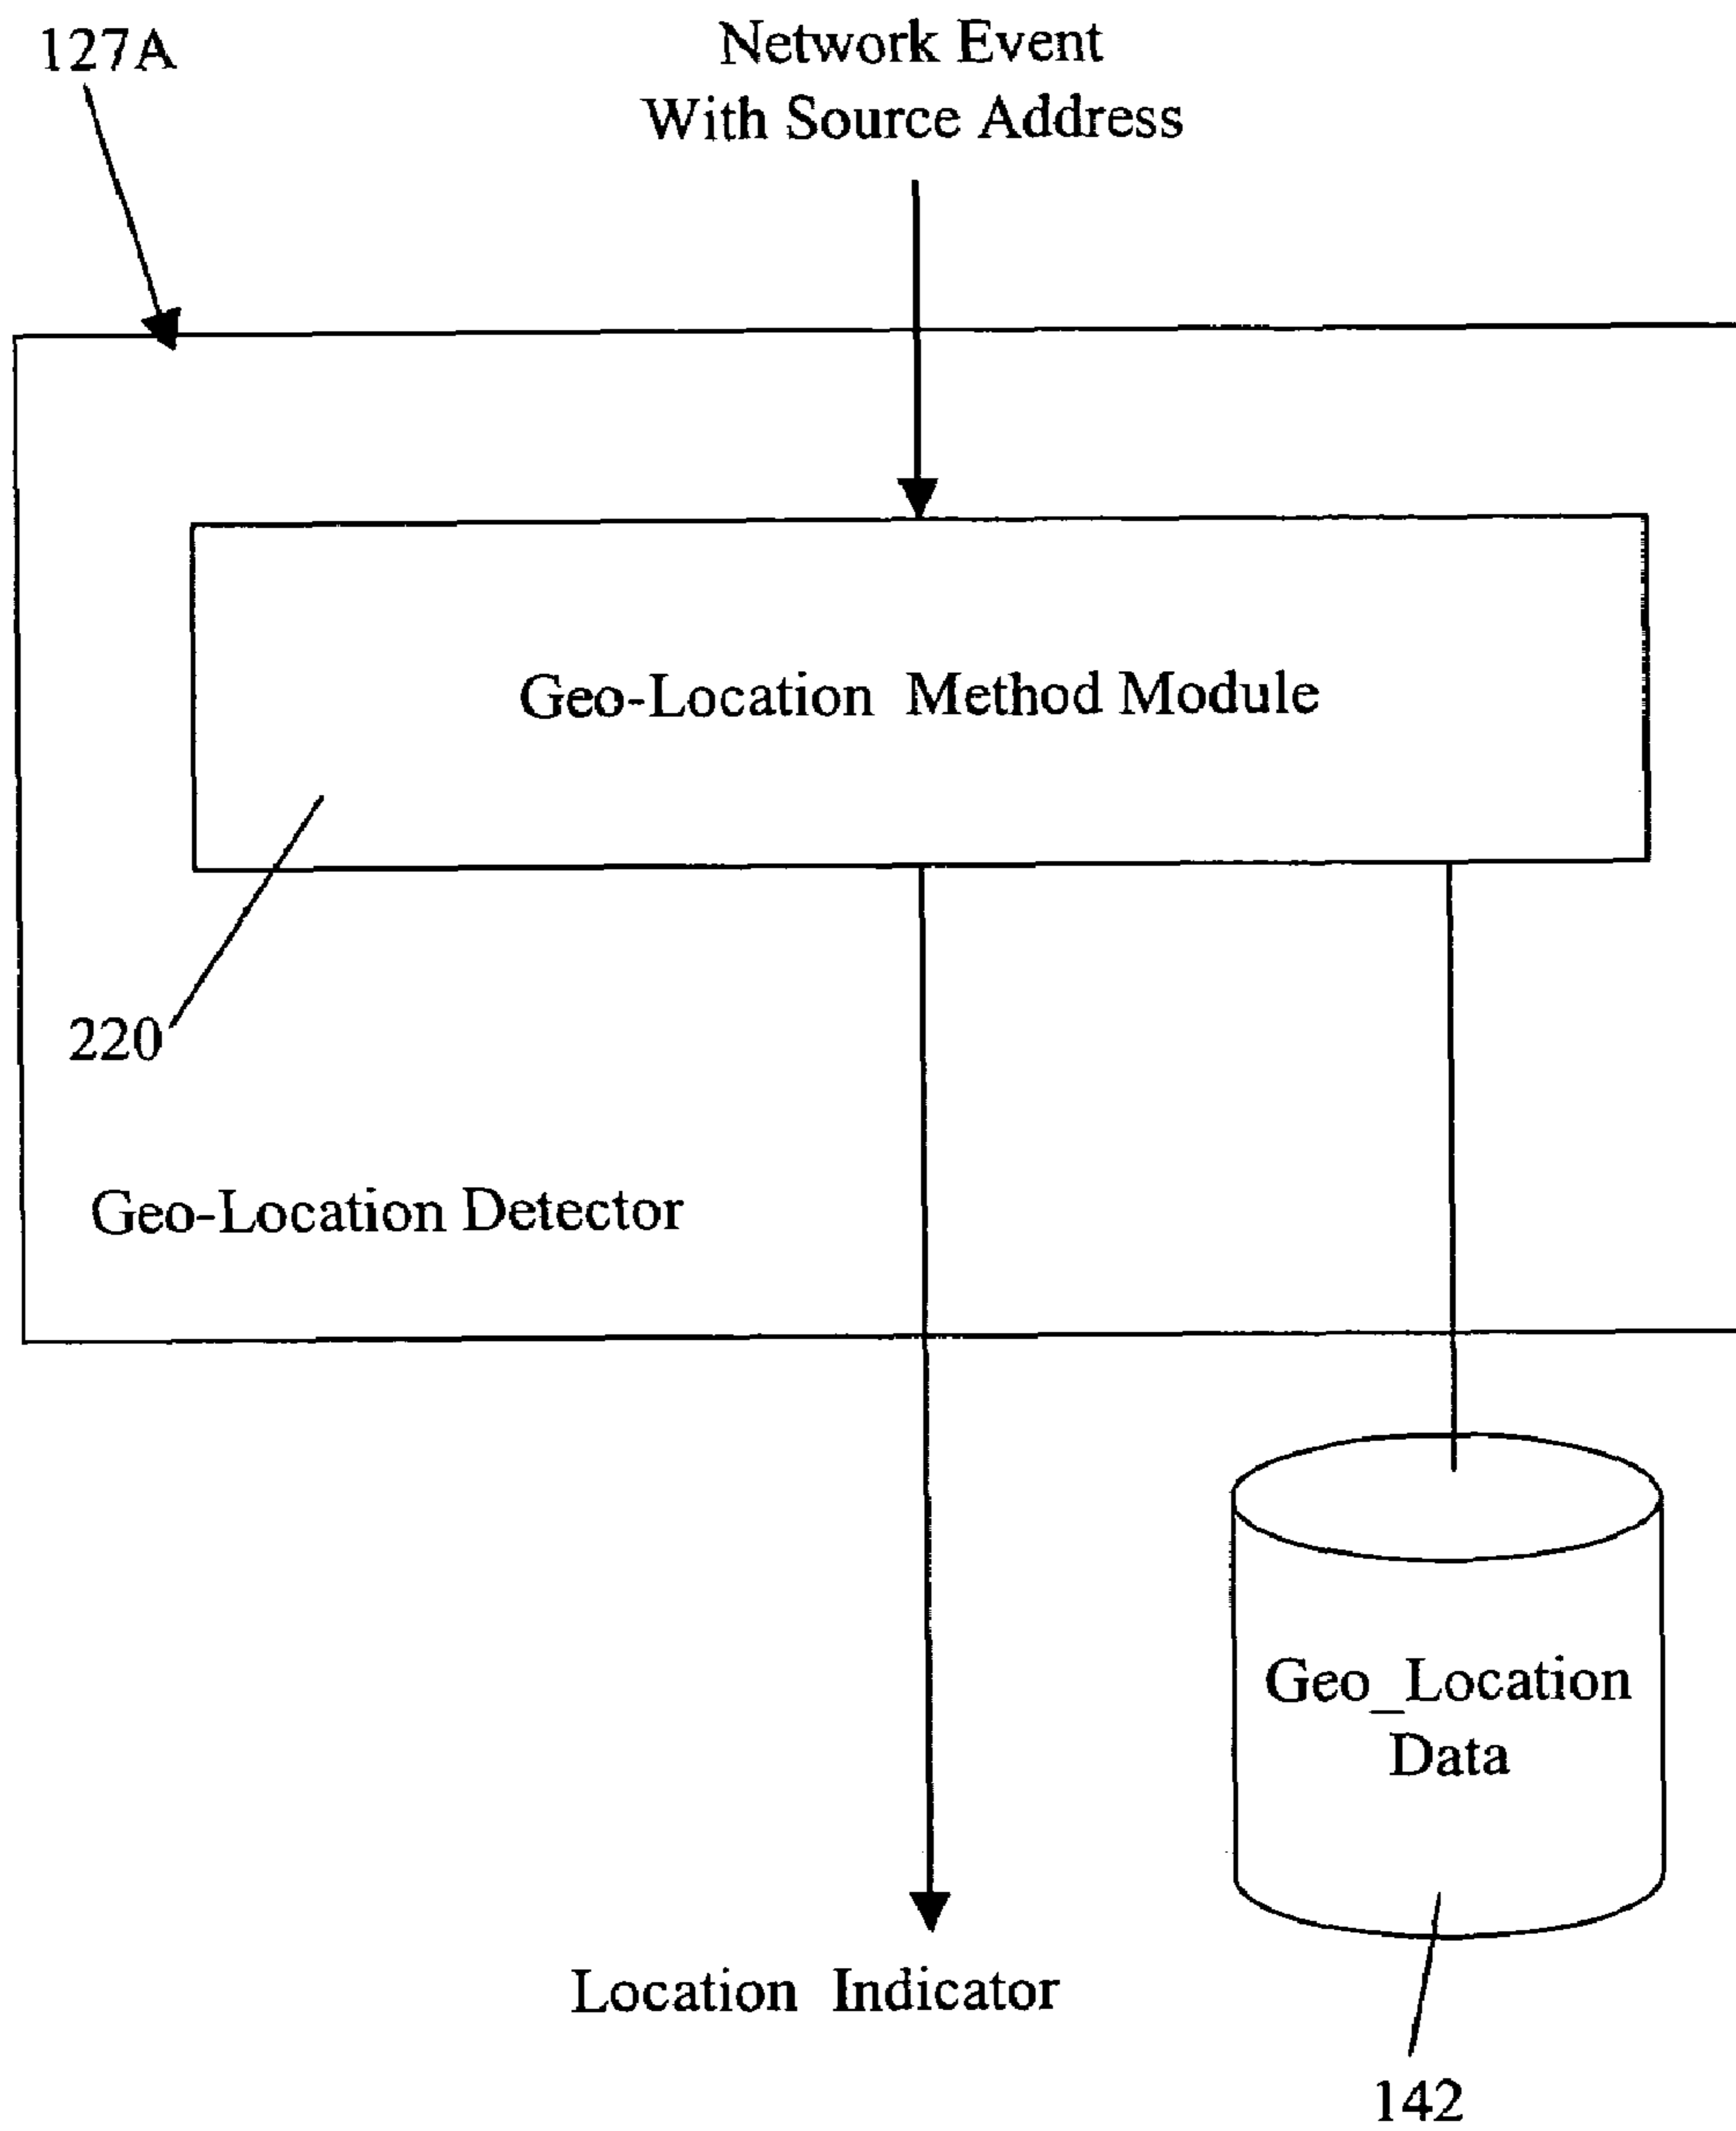 127A
Network Event
With Source Address
Geo-Location Method Module
220
Geo-Location Detector
Geo_Location
Data
Location Indicator
142